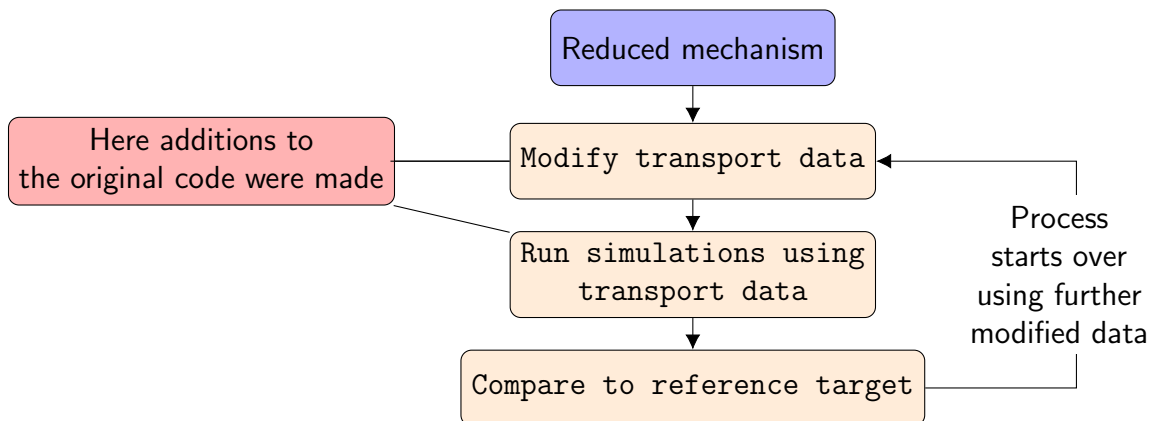 Reduced mechanism
Here additions to
the original code were made
Modify transport data
Run simulations using
transport data
Process
starts over
using further
modified data
Compare to reference target